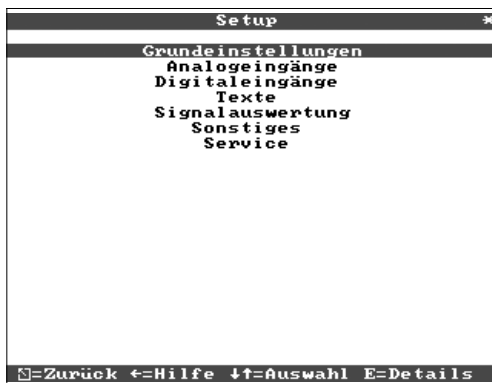 Setup *
Grundeinstellungen
Analogeingänge
Digitaleingänge
Texte
Signalauswertung
Sonstiges
Service
⇱=Zurück ←=Hilfe ↓↑=Auswahl E=Details